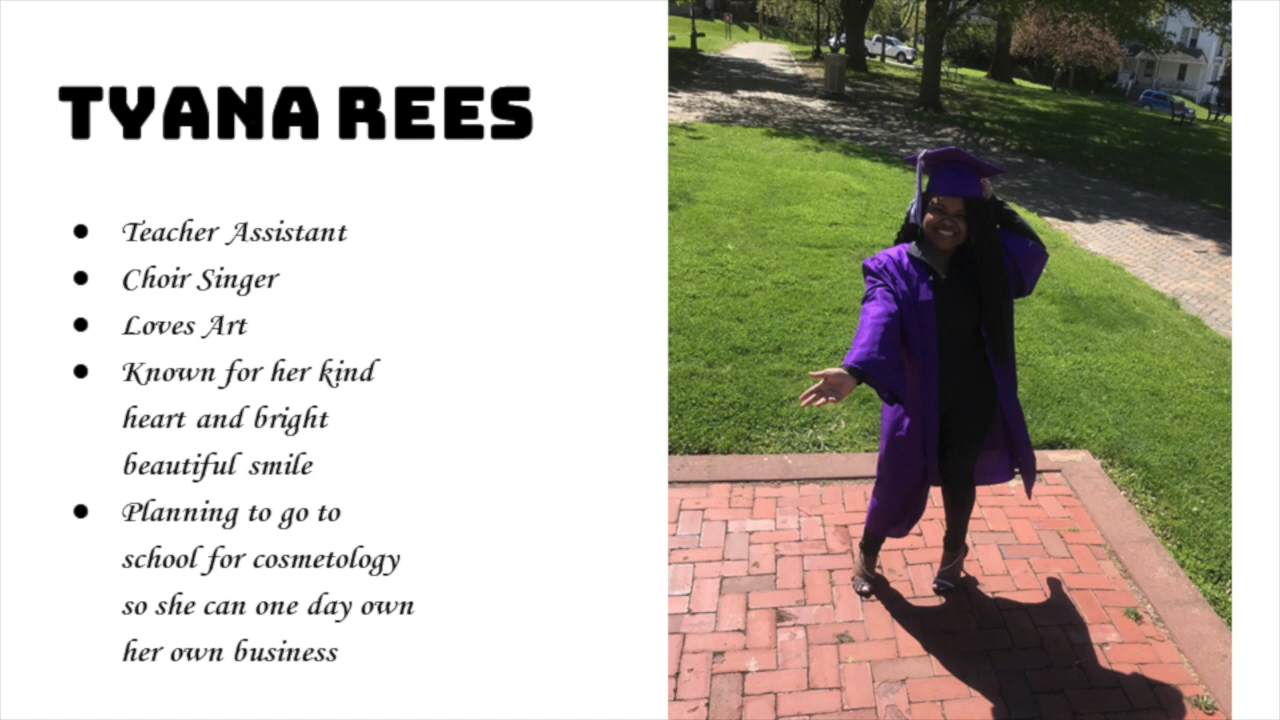 TYANA REES
● Teacher Assistant
● Choir Singer
● Loves Art
● Known for her kind
heart and bright
beautiful smile
● Planning to go to
school for cosmetology
so she can one day own
her own business